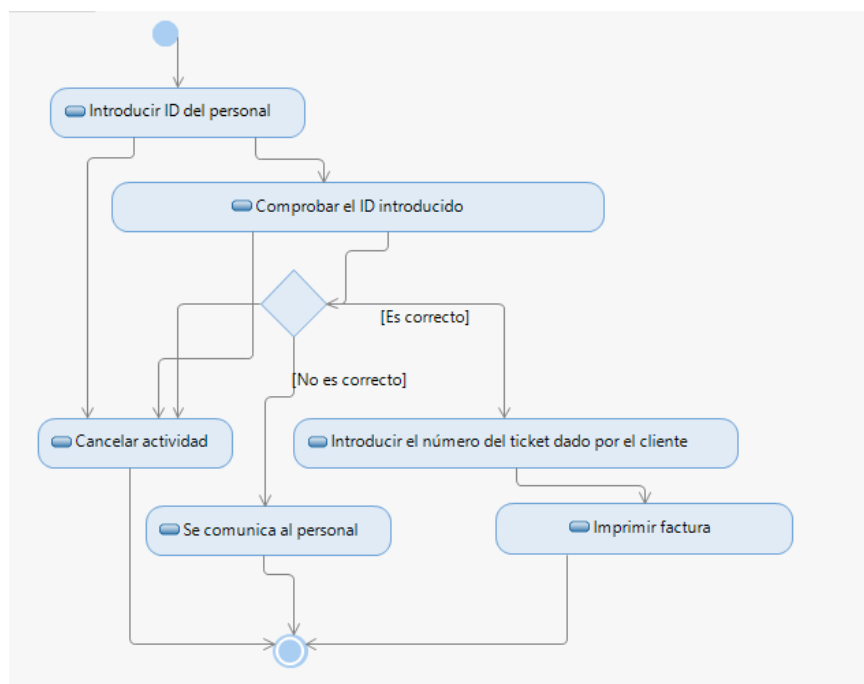 Introducir ID del personal
Comprobar el ID introducido
[Es correcto]
[No es correcto]
Cancelar actividad
Introducir el número del ticket dado por el cliente
Se comunica al personal
Imprimir factura